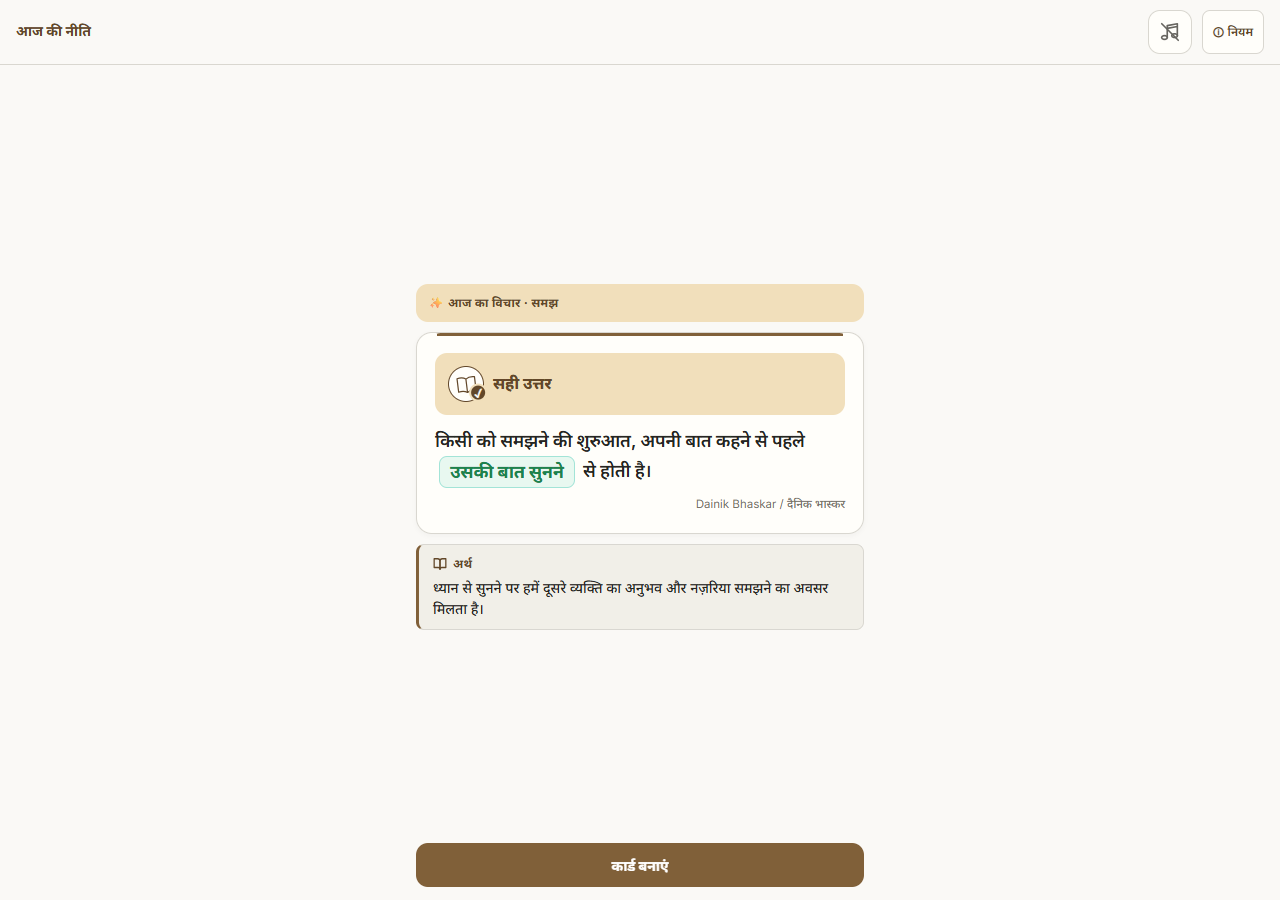 आज की नीति
नियम
आज का विचार · समझ
सही उत्तर
किसी को समझने की शुरुआत, अपनी बात कहने से पहले
उसकी बात सुनने से होती है।
Dainik Bhaskar / दैनिक भास्कर
अर्थ
ध्यान से सुनने पर हमें दूसरे व्यक्ति का अनुभव और नज़रिया समझने का अवसर
मिलता है।
कार्ड बनाएं